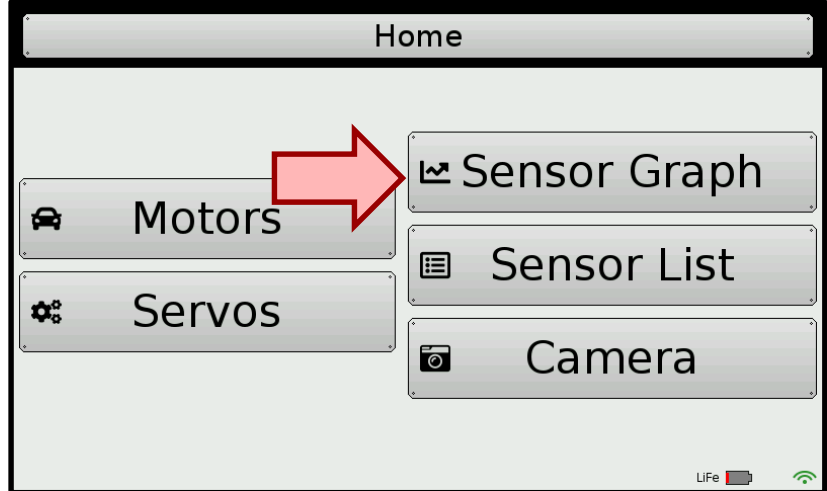 Home
Motors
Servos
Sensor Graph
Sensor List
Camera
LiFe